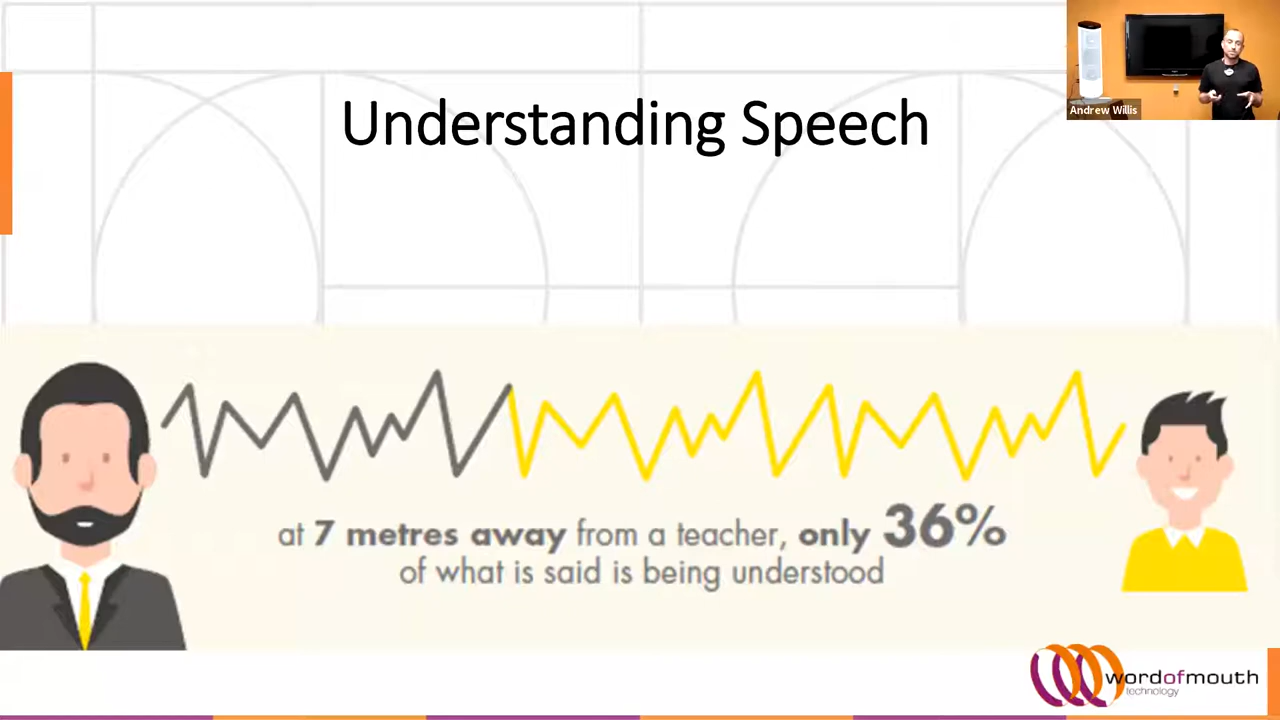 Andrew Willis
Understanding Speech
at 7 metres away from a teacher, only 36%
of what is said is being understood
wordofmouth
technology